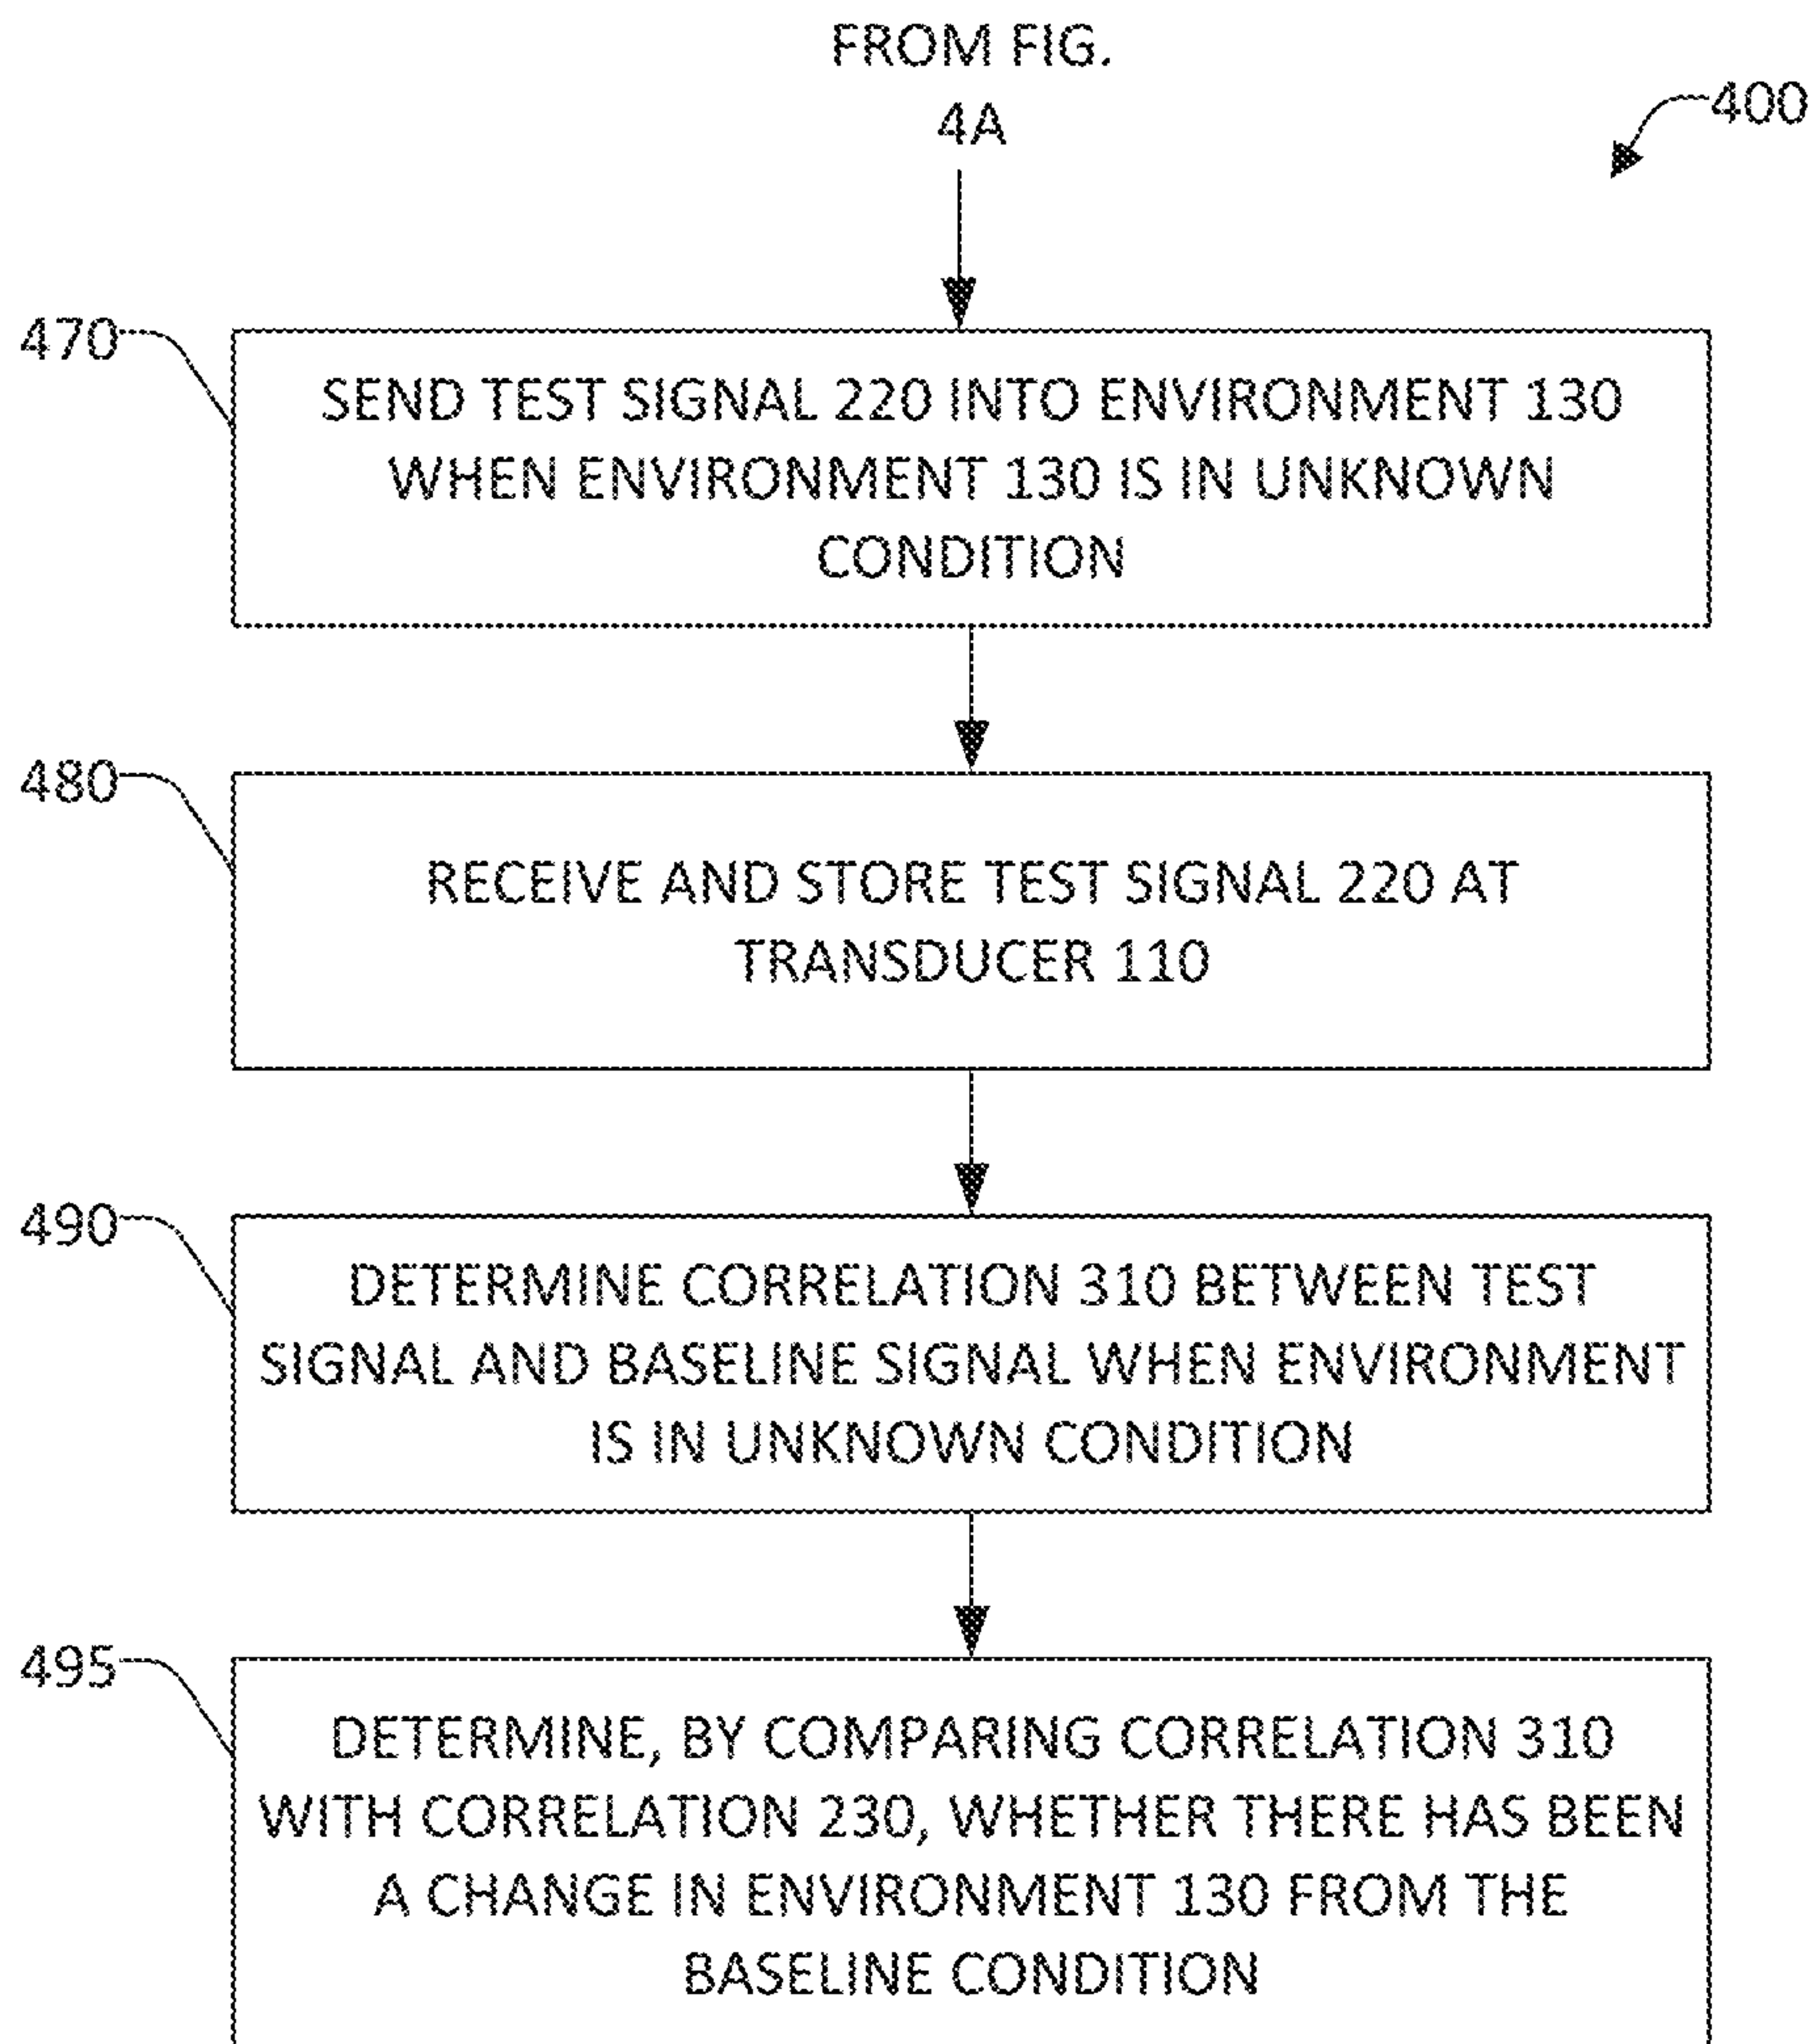 FROM FIG.
4A
400
470
SEND TEST SIGNAL 220 INTO ENVIRONMENT 130
WHEN ENVIRONMENT 130 IS IN UNKNOWN
CONDITION
480
RECEIVE AND STORE TEST SIGNAL 220 AT
TRANSDUCER 110
490
DETERMINE CORRELATION 310 BETWEEN TEST
SIGNAL AND BASELINE SIGNAL WHEN ENVIRONMENT
IS IN UNKNOWN CONDITION
495
DETERMINE, BY COMPARING CORRELATION 310
WITH CORRELATION 230, WHETHER THERE HAS BEEN
A CHANGE IN ENVIRONMENT 130 FROM THE
BASELINE CONDITION